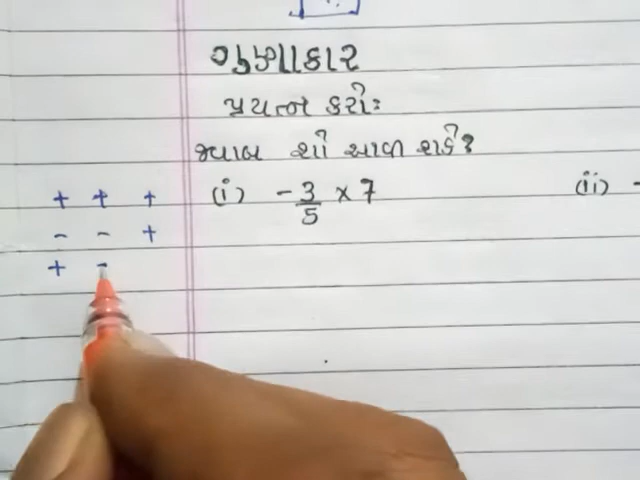 ગુણાકાર
પ્રયત્ન કરો:
જવાબ શો આવી શકે?
+ + +
(i) -3/5 × 7
(ii) -
- - +
+ -